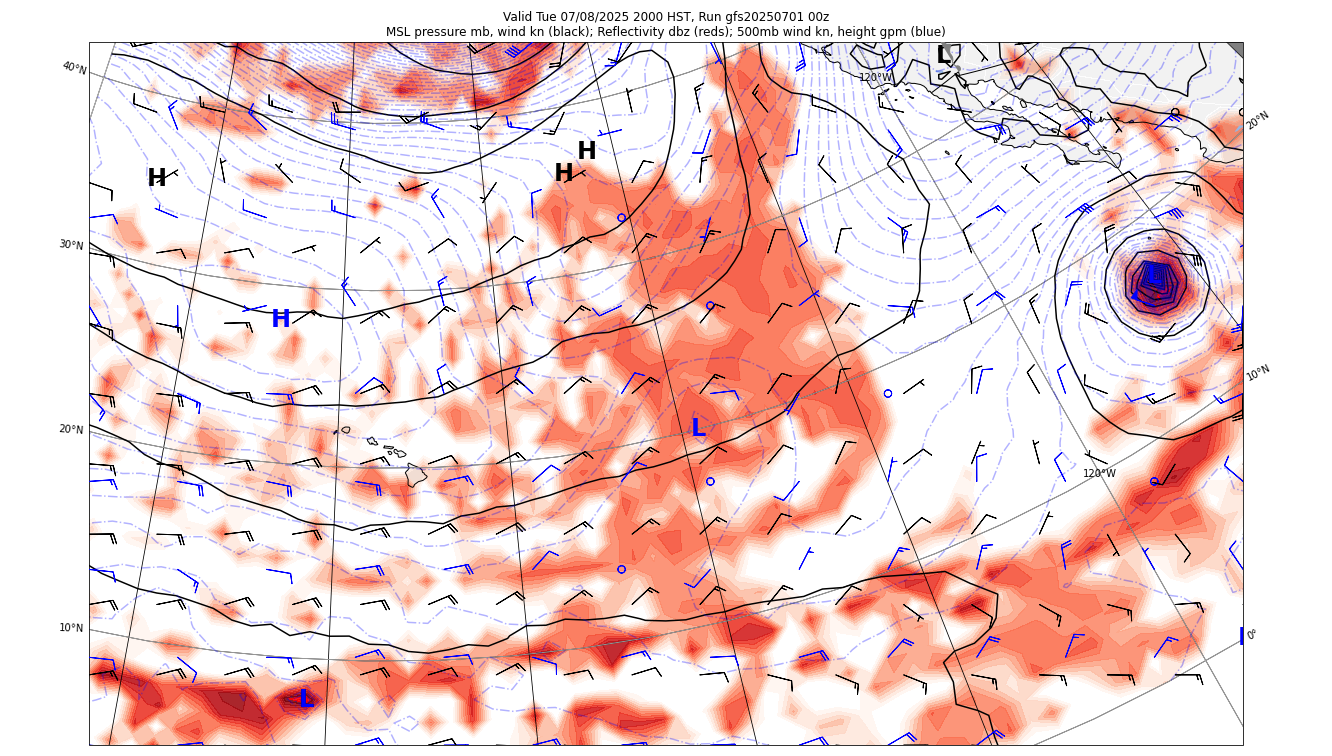 Valid Tue 07/08/2025 2000 HST, Run gfs20250701 00z
MSL pressure mb, wind kn (black); Reflectivity dbz (reds); 500mb wind kn, height gpm (blue)
L
40°N
120°W
20°N
H
H
H
30°N
H
10°N
20°N
L
120°W
10°N
0°
L